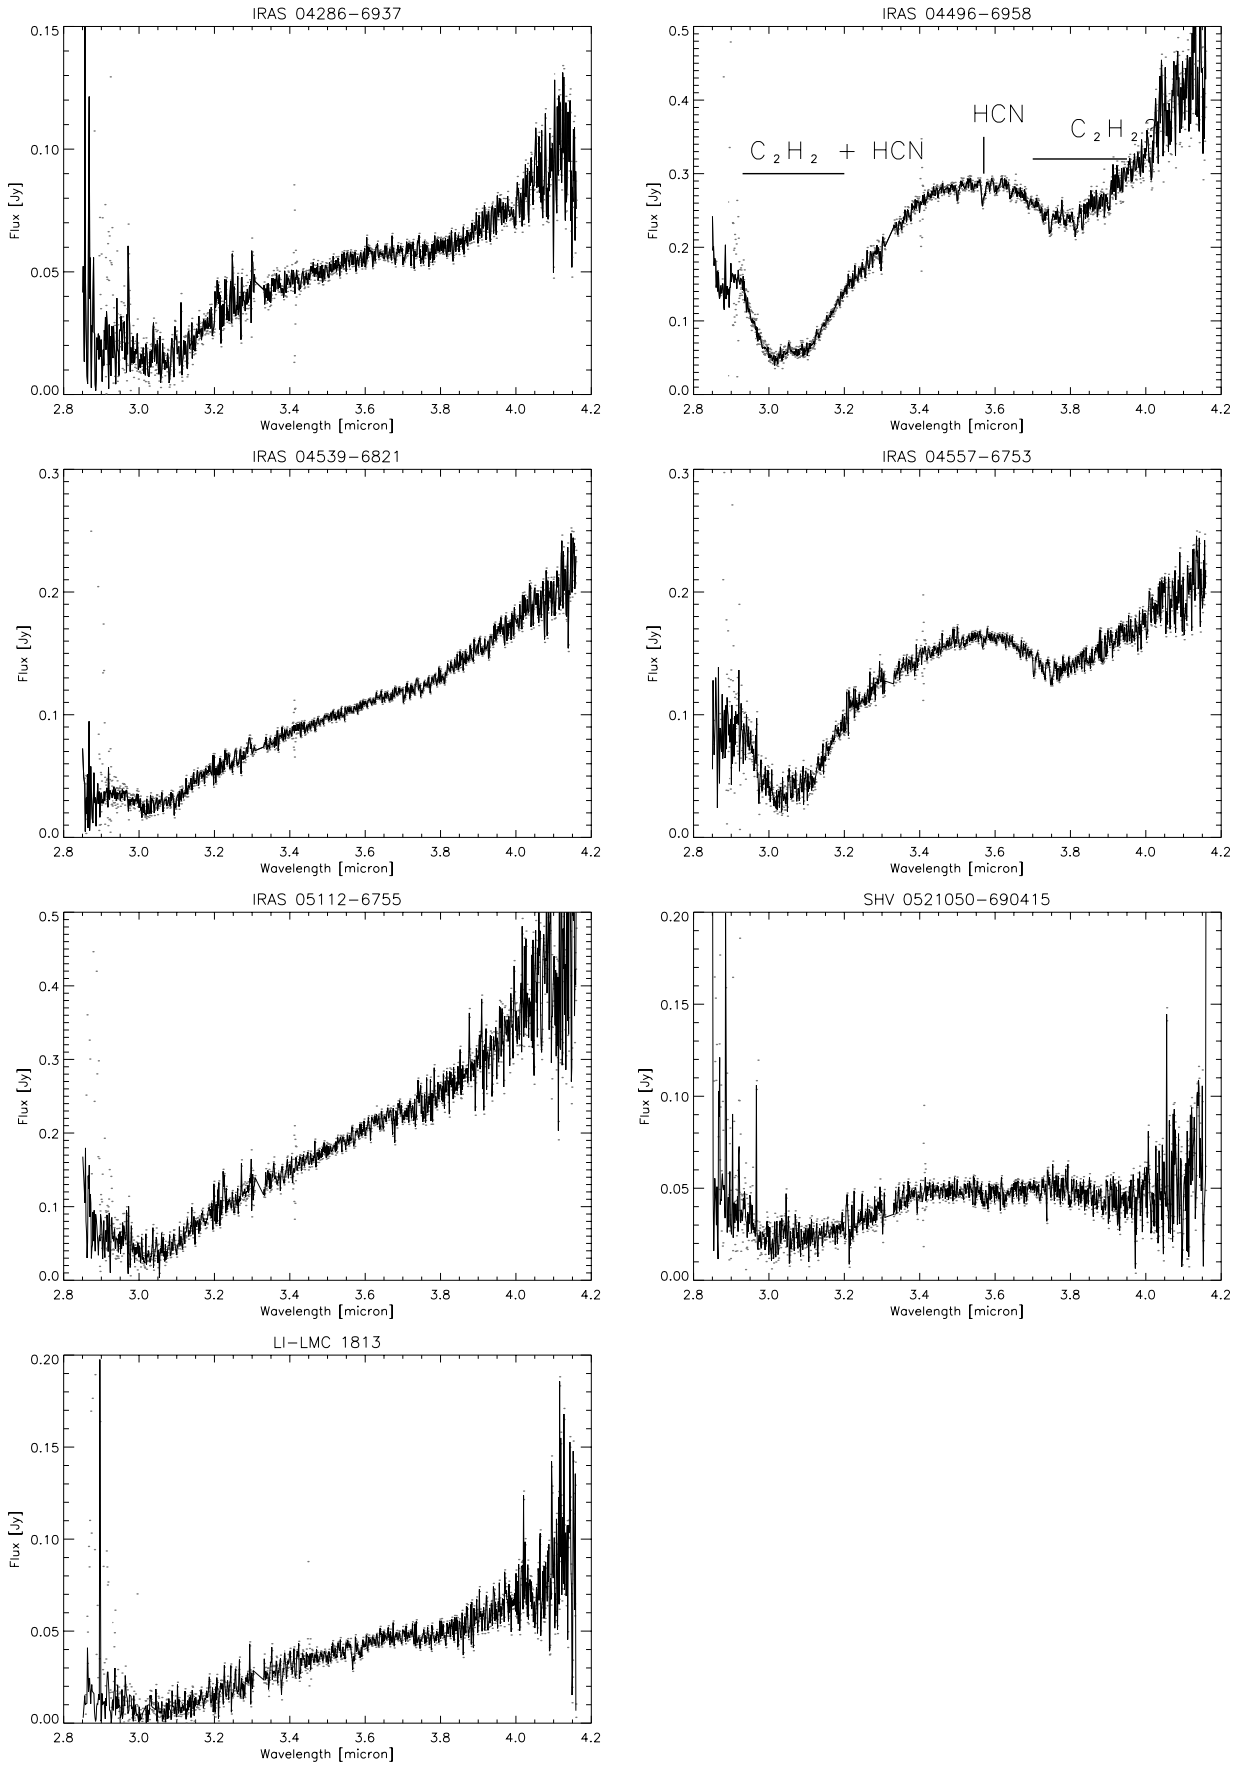 IRAS 04286-6937
0.15
0.10
0.05
0.00
Flux [Jy]
2.8 3.0 3.2 3.4 3.6 3.8 4.0 4.2
Wavelength [micron]
IRAS 04496-6958
0.5
0.4
0.3
0.2
0.1
0.0
Flux [Jy]
HCN
C₂H₂?
C₂H₂ + HCN
2.8 3.0 3.2 3.4 3.6 3.8 4.0 4.2
Wavelength [micron]
IRAS 04539-6821
0.3
0.2
0.1
0.0
Flux [Jy]
2.8 3.0 3.2 3.4 3.6 3.8 4.0 4.2
Wavelength [micron]
IRAS 04557-6753
0.3
0.2
0.1
0.0
Flux [Jy]
2.8 3.0 3.2 3.4 3.6 3.8 4.0 4.2
Wavelength [micron]
IRAS 05112-6755
0.5
0.4
0.3
0.2
0.1
0.0
Flux [Jy]
2.8 3.0 3.2 3.4 3.6 3.8 4.0 4.2
Wavelength [micron]
SHV 0521050-690415
0.20
0.15
0.10
0.05
0.00
Flux [Jy]
2.8 3.0 3.2 3.4 3.6 3.8 4.0 4.2
Wavelength [micron]
LI-LMC 1813
0.20
0.15
0.10
0.05
0.00
Flux [Jy]
2.8 3.0 3.2 3.4 3.6 3.8 4.0 4.2
Wavelength [micron]